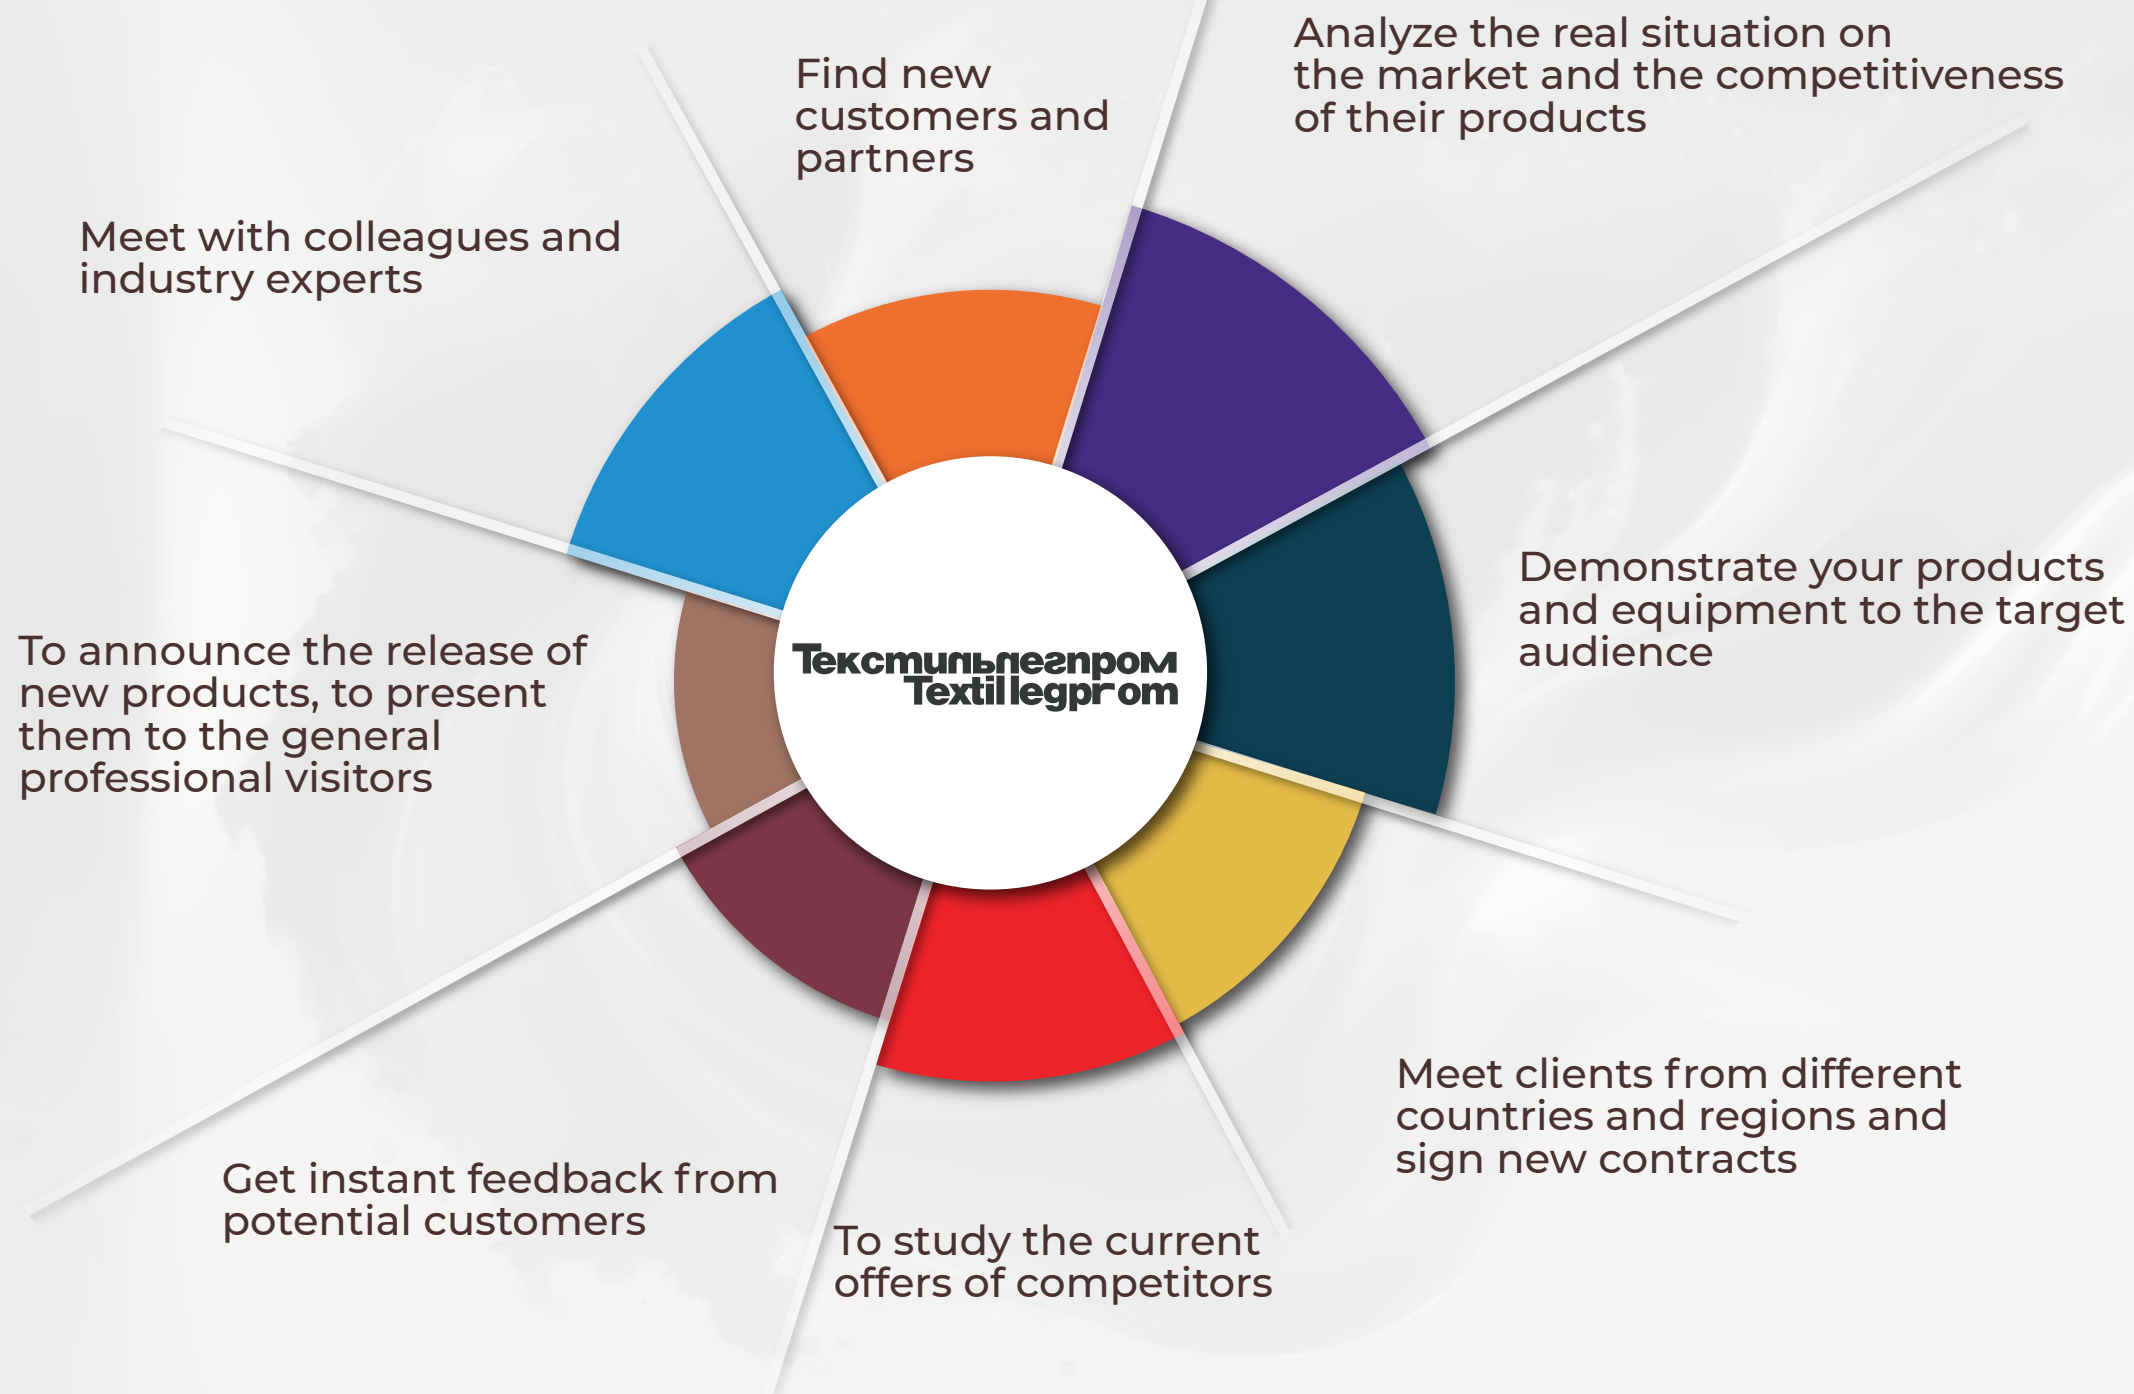 Find new
customers and
partners
Analyze the real situation on
the market and the competitiveness
of their products
Demonstrate your products
and equipment to the target
audience
Meet clients from different
countries and regions and
sign new contracts
To study the current
offers of competitors
Get instant feedback from
potential customers
To announce the release of
new products, to present
them to the general
professional visitors
Meet with colleagues and
industry experts
Текстильлегпром
Textillegprom